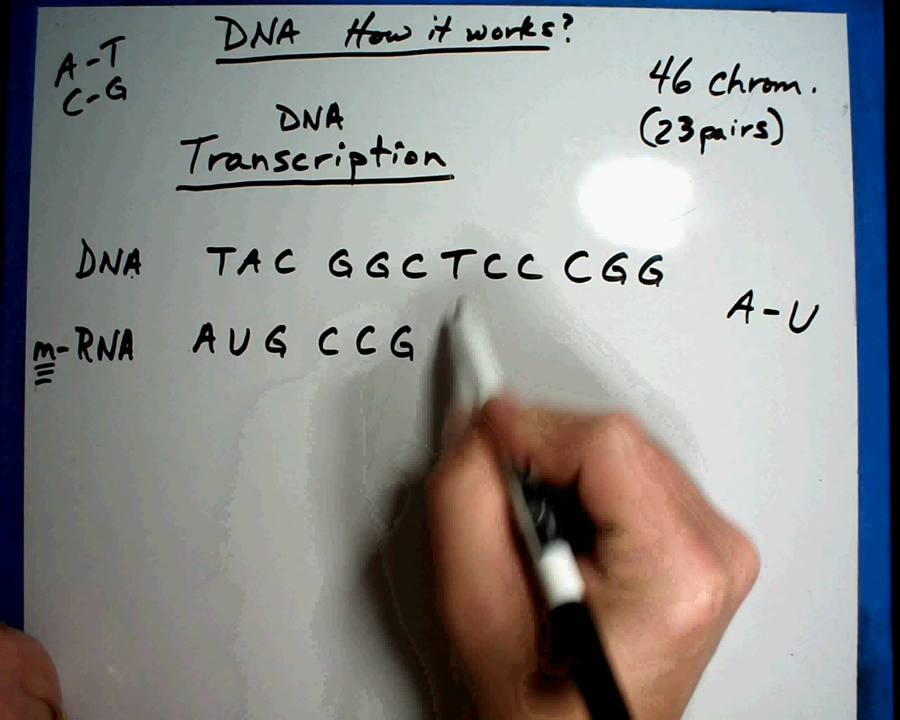 DNA How it works?
A-T
C-G
46 chrom.
(23 pairs)
DNA
Transcription
DNA TAC GGC TCC CGG
A-U
m-RNA AUG CCG